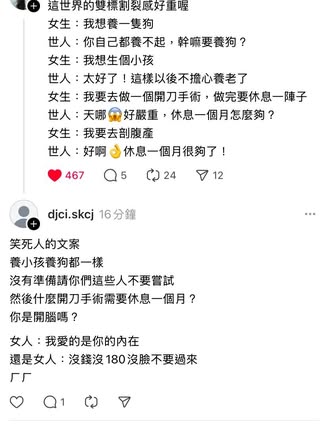 這世界的雙標割裂感好重喔
女生：我想養一隻狗
世人：你自己都養不起，幹嘛要養狗？
女生：我想生個小孩
世人：太好了！這樣以後不擔心養老了
女生：我要去做一個開刀手術，做完要休息一陣子
世人：天哪😱好嚴重，休息一個月怎麼夠？
女生：我要去剖腹產
世人：好啊👌休息一個月很夠了！
467 5 24 12
djci.skcj 16分鐘
笑死人的文案
養小孩養狗都一樣
沒有準備請你們這些人不要嘗試
然後什麼開刀手術需要休息一個月？
你是開腦嗎？
女人：我愛的是你的內在
還是女人：沒錢沒180沒臉不要過來
ㄏㄏ
1